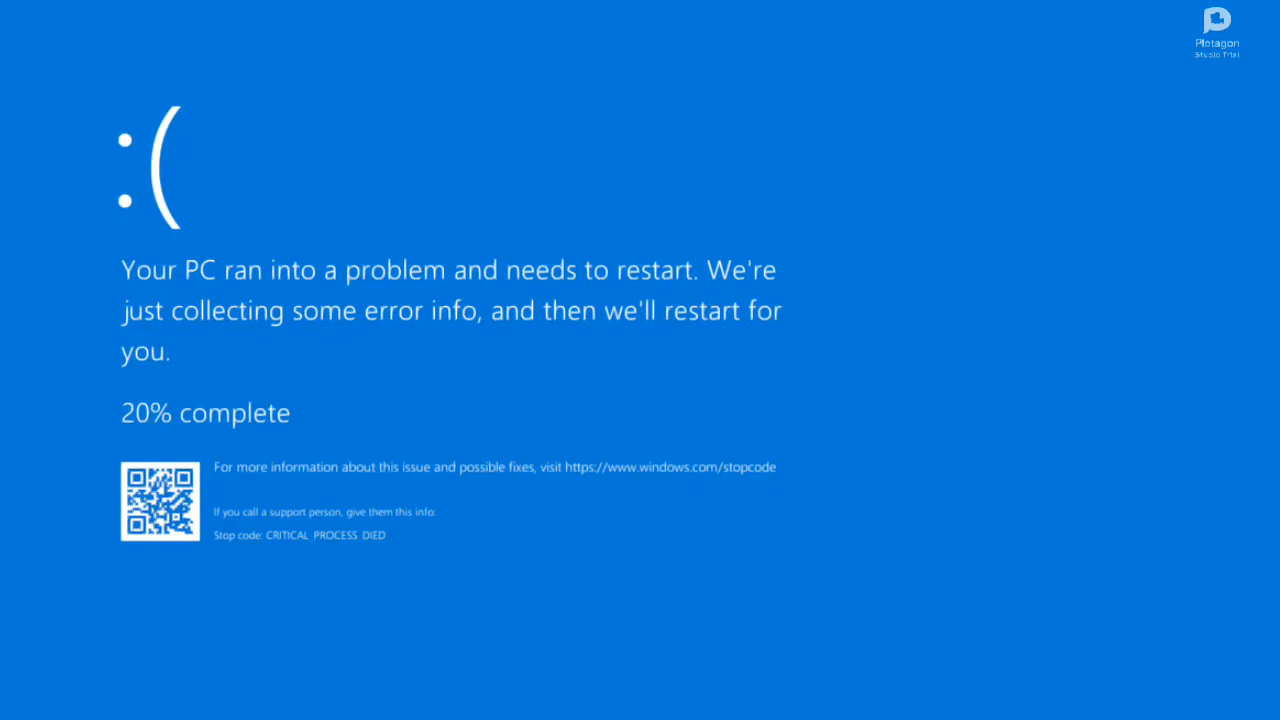 Plotagon
Studio Trial
:(
Your PC ran into a problem and needs to restart. We're
just collecting some error info, and then we'll restart for
you.
20% complete
For more information about this issue and possible fixes, visit https://www.windows.com/stopcode
If you call a support person, give them this info:
Stop code: CRITICAL_PROCESS_DIED